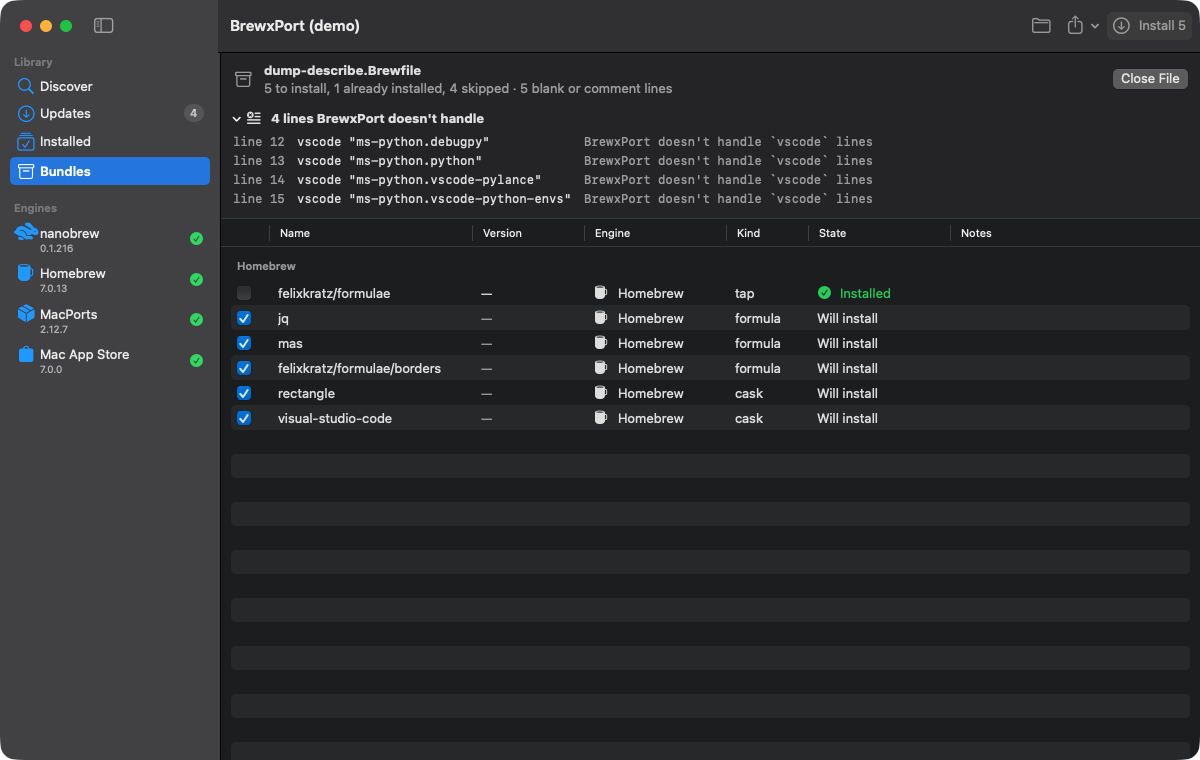 BrewxPort (demo)
Install 5
Library
Discover
Updates 4
Installed
Bundles
Engines
nanobrew
0.1.216
Homebrew
7.0.13
MacPorts
2.12.7
Mac App Store
7.0.0
dump-describe.Brewfile
5 to install, 1 already installed, 4 skipped · 5 blank or comment lines
Close File
4 lines BrewxPort doesn't handle
line 12 vscode "ms-python.debugpy" BrewxPort doesn't handle `vscode` lines
line 13 vscode "ms-python.python" BrewxPort doesn't handle `vscode` lines
line 14 vscode "ms-python.vscode-pylance" BrewxPort doesn't handle `vscode` lines
line 15 vscode "ms-python.vscode-python-envs" BrewxPort doesn't handle `vscode` lines
Name Version Engine Kind State Notes
Homebrew
felixkratz/formulae — Homebrew tap Installed
jq — Homebrew formula Will install
mas — Homebrew formula Will install
felixkratz/formulae/borders — Homebrew formula Will install
rectangle — Homebrew cask Will install
visual-studio-code — Homebrew cask Will install